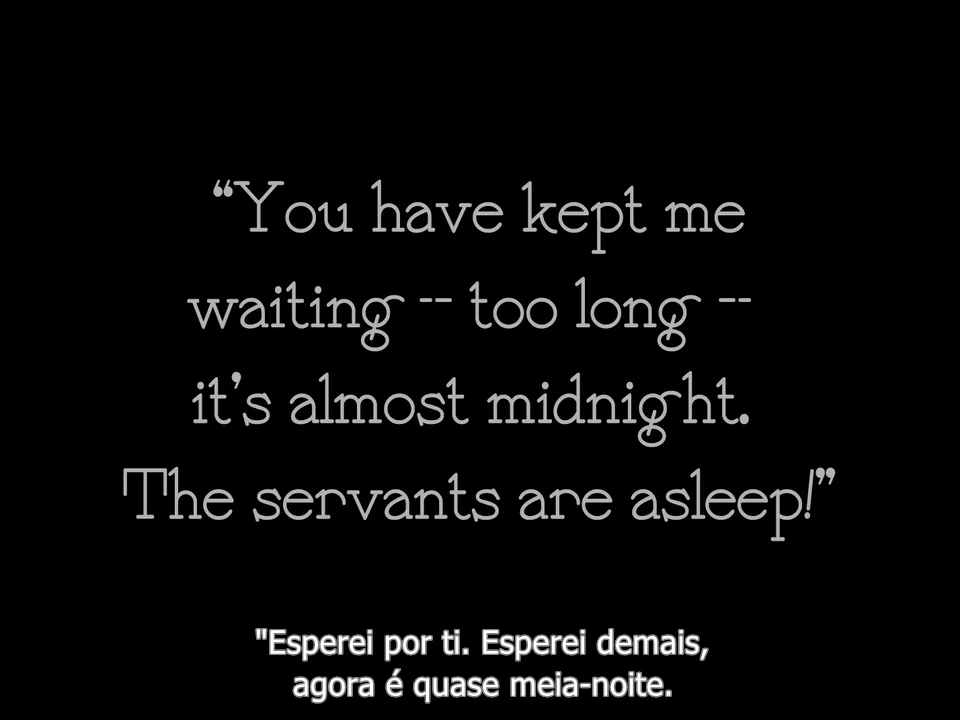 “You have kept me
waiting -- too long --
it’s almost midnight.
The servants are asleep!”
"Esperei por ti. Esperei demais,
agora é quase meia-noite.